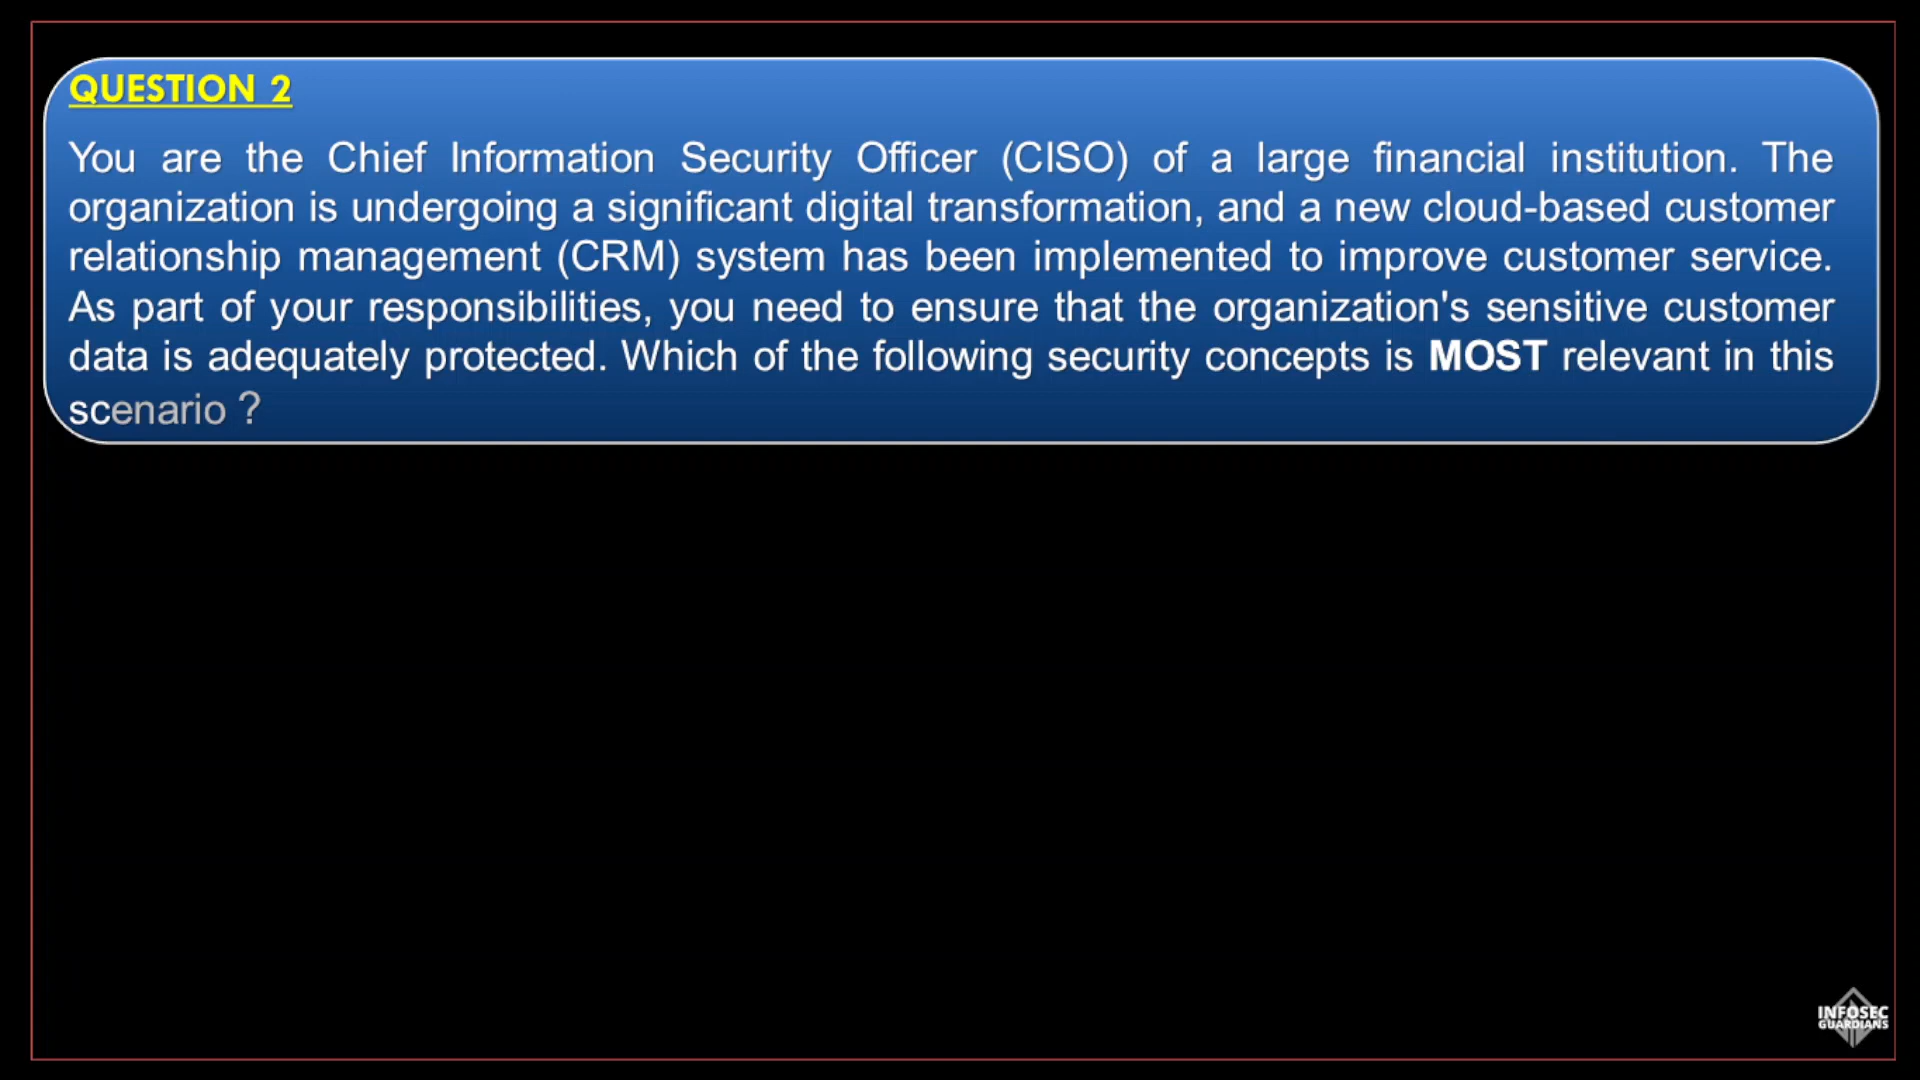 QUESTION 2
You are the Chief Information Security Officer (CISO) of a large financial institution. The
organization is undergoing a significant digital transformation, and a new cloud-based customer
relationship management (CRM) system has been implemented to improve customer service.
As part of your responsibilities, you need to ensure that the organization's sensitive customer
data is adequately protected. Which of the following security concepts is MOST relevant in this
scenario ?
INFOSEC
GUARDIANS